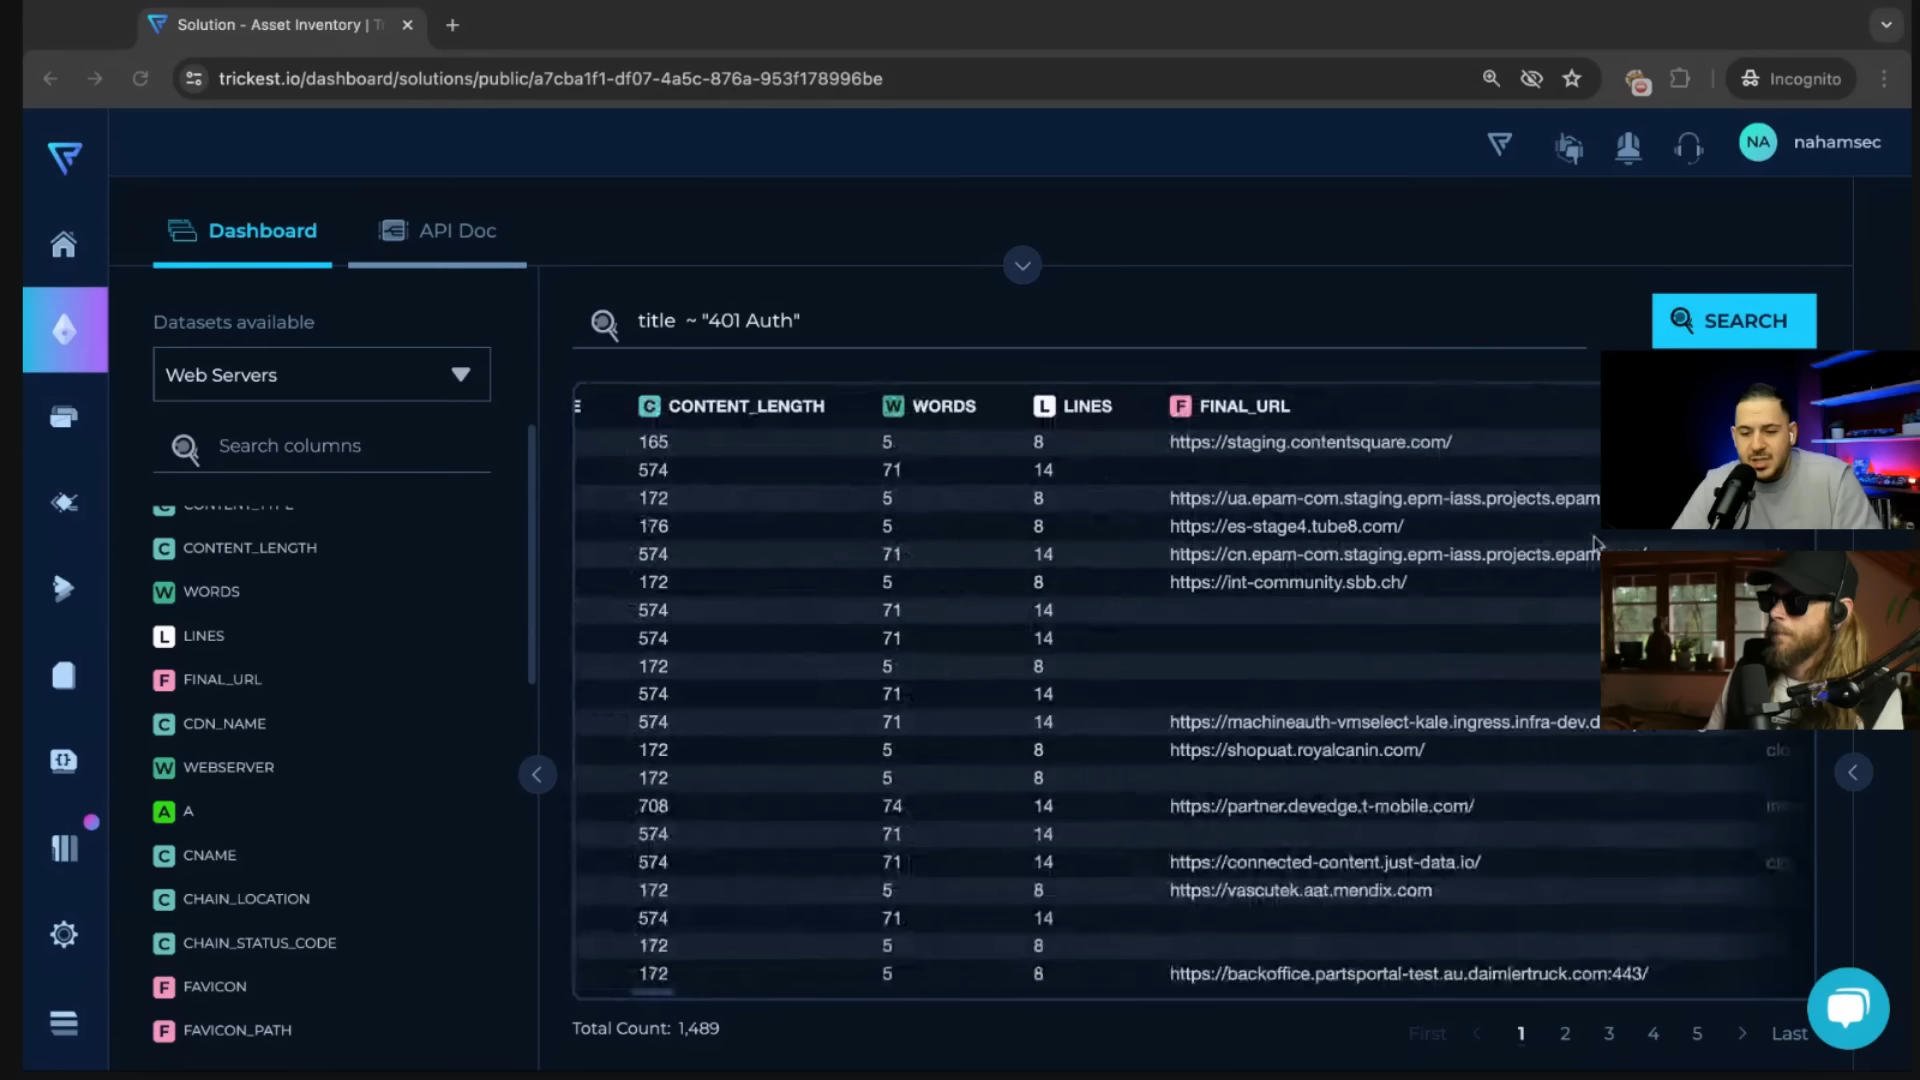 Solution - Asset Inventory | Tr
trickest.io/dashboard/solutions/public/a7cba1f1-df07-4a5c-876a-953f178996be
Incognito
NA
nahamsec
Dashboard
API Doc
Datasets available
Web Servers
Search columns
CONTENT_TYPE
C CONTENT_LENGTH
W WORDS
L LINES
F FINAL_URL
C CDN_NAME
W WEBSERVER
A A
C CNAME
C CHAIN_LOCATION
C CHAIN_STATUS_CODE
F FAVICON
F FAVICON_PATH
title ~ "401 Auth"
SEARCH
E C CONTENT_LENGTH W WORDS L LINES F FINAL_URL
165 5 8 https://staging.contentsquare.com/
574 71 14
172 5 8 https://ua.epam-com.staging.epm-iass.projects.epam
176 5 8 https://es-stage4.tube8.com/
574 71 14 https://cn.epam-com.staging.epm-iass.projects.epam
172 5 8 https://int-community.sbb.ch/
574 71 14
574 71 14
172 5 8
574 71 14
574 71 14 https://machineauth-vmselect-kale.ingress.infra-dev.d
172 5 8 https://shopuat.royalcanin.com/ clo
172 5 8
708 74 14 https://partner.devedge.t-mobile.com/
574 71 14
574 71 14 https://connected-content.just-data.io/
172 5 8 https://vascutek.aat.mendix.com
574 71 14
172 5 8
172 5 8 https://backoffice.partsportal-test.au.daimlertruck.com:443/
Total Count: 1,489
First 1 2 3 4 5 Last